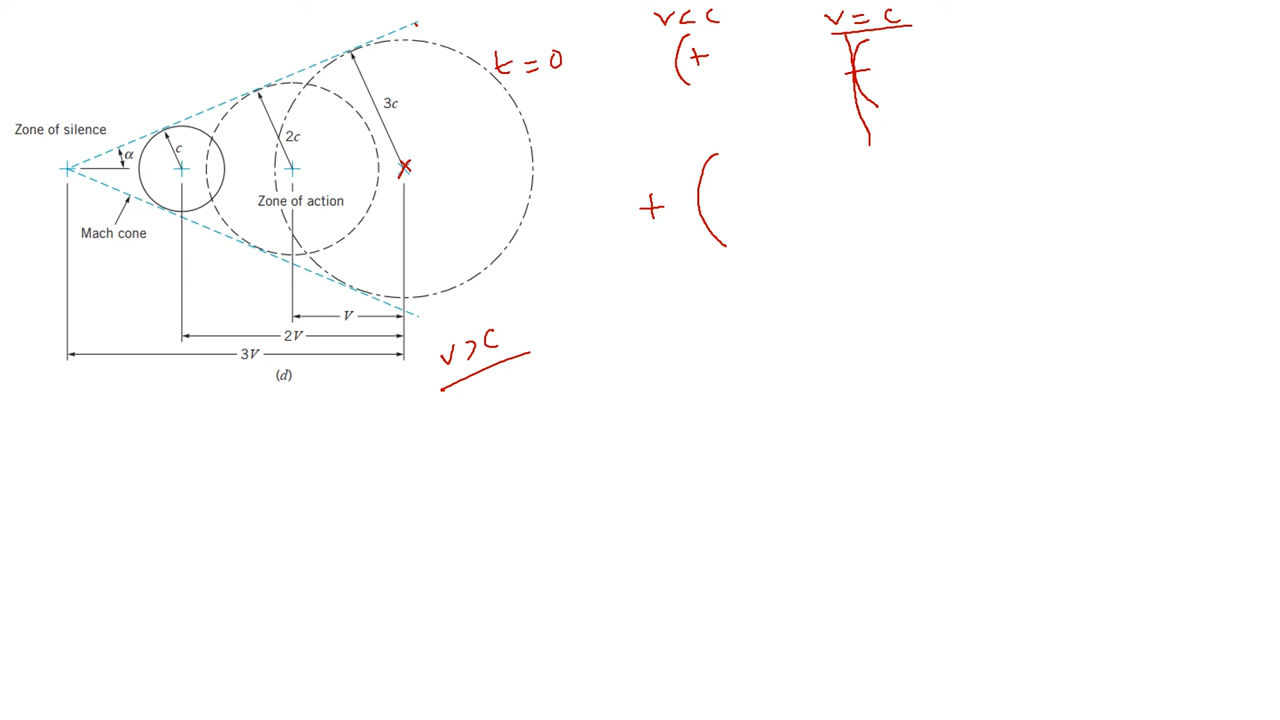 v < c
v = c
t = 0
3c
Zone of silence
2c
α
c
Zone of action
Mach cone
V
2V
v > c
3V
(d)